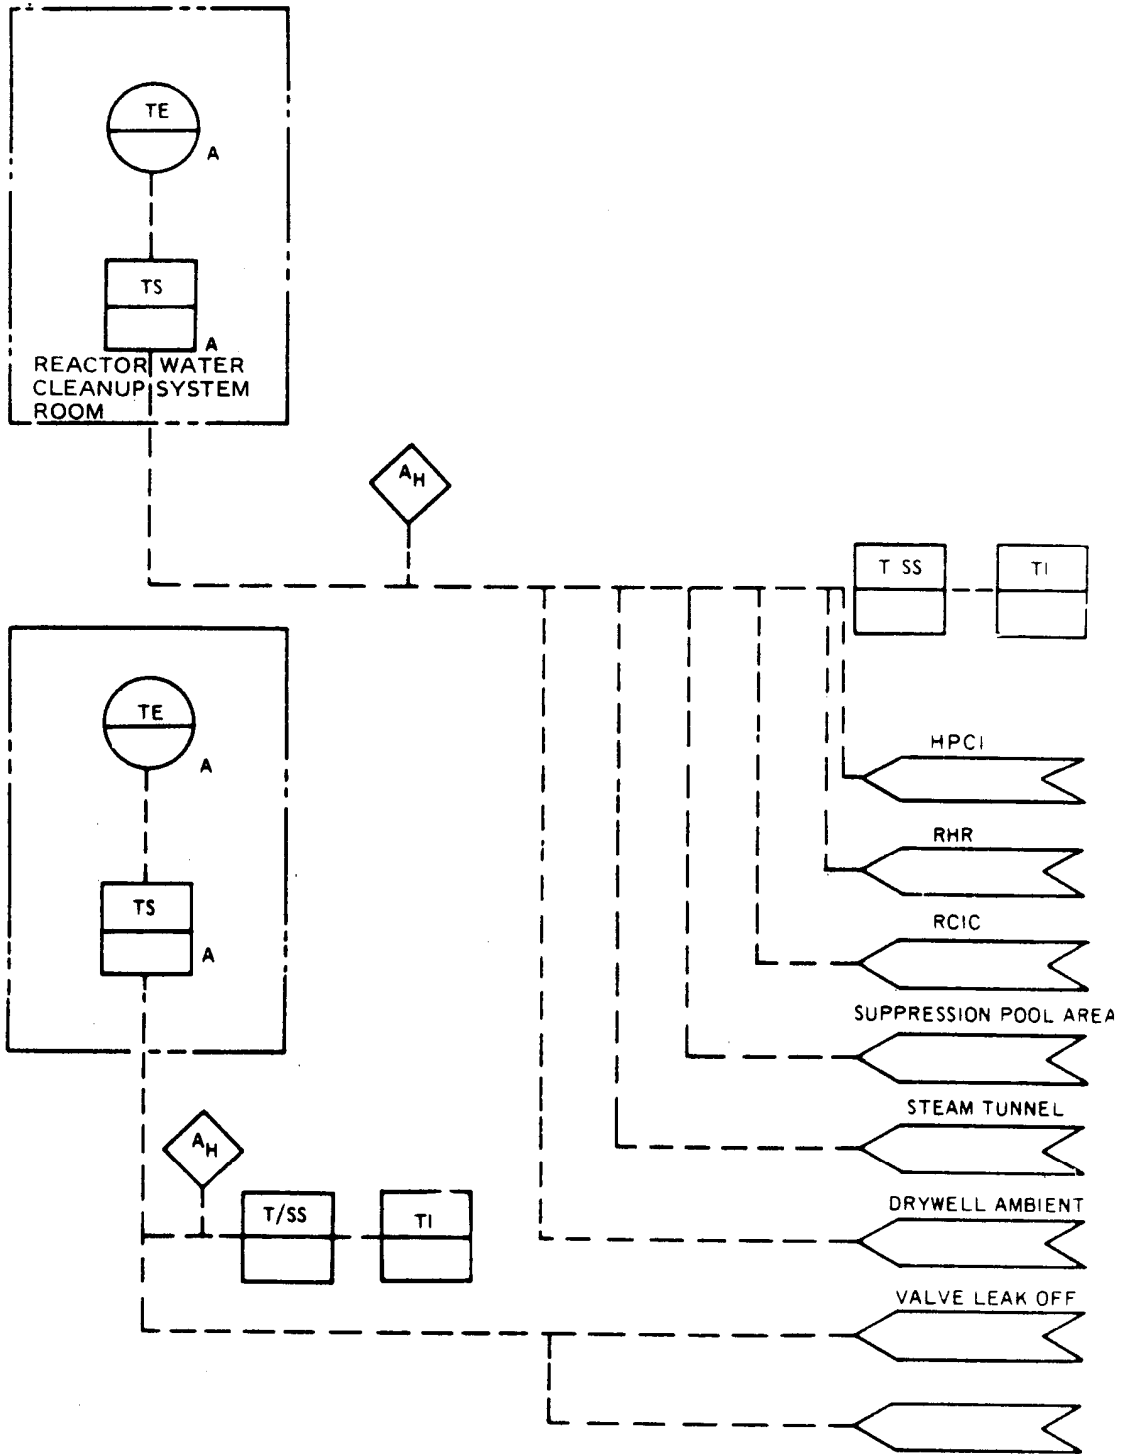 TE
A
TS
A
REACTOR WATER
CLEANUP SYSTEM
ROOM
AH
T SS
TI
TE
A
HPCI
RHR
TS
RCIC
A
SUPPRESSION POOL AREA
STEAM TUNNEL
AH
T/SS
TI
DRYWELL AMBIENT
VALVE LEAK OFF